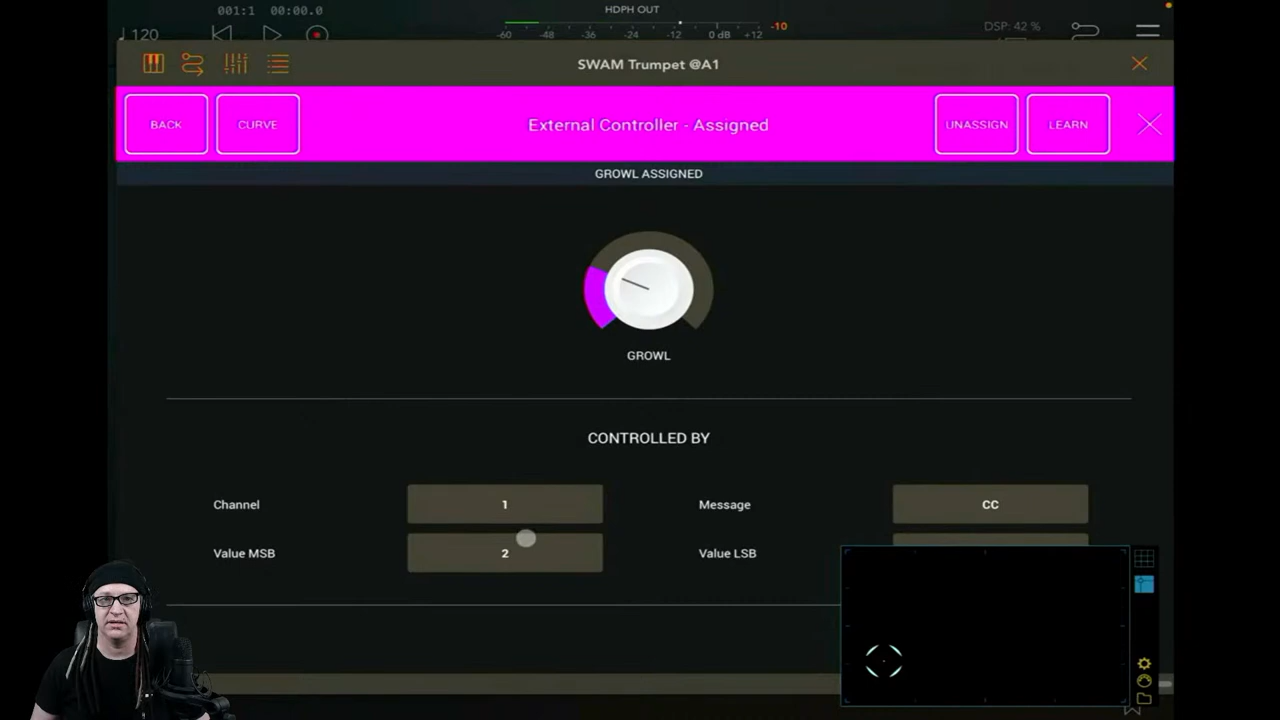 001:1 00:00.0
HDPH OUT
♩120
-60 -48 -36 -24 -12 0 dB +12
-10
DSP: 42 %
SWAM Trumpet @A1
BACK
CURVE
External Controller - Assigned
UNASSIGN
LEARN
GROWL ASSIGNED
GROWL
CONTROLLED BY
Channel
1
Message
CC
Value MSB
2
Value LSB